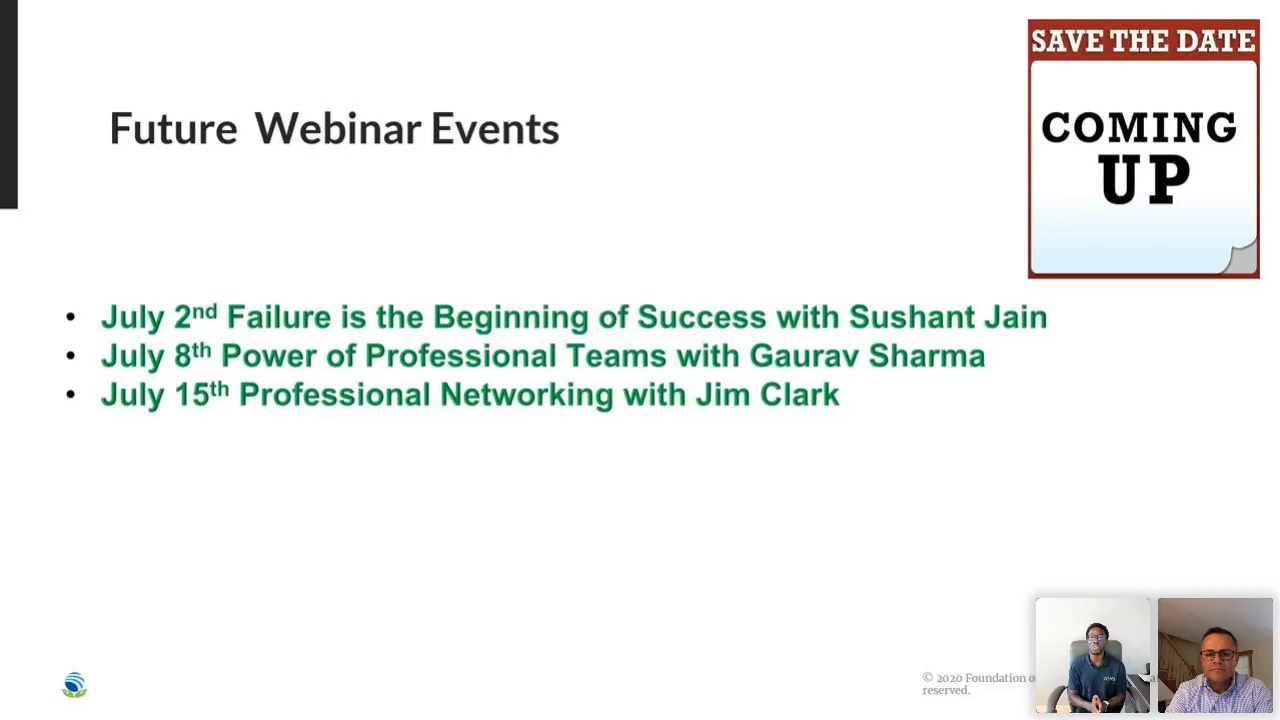 SAVE THE DATE
COMING
UP
Future Webinar Events
• July 2nd Failure is the Beginning of Success with Sushant Jain
• July 8th Power of Professional Teams with Gaurav Sharma
• July 15th Professional Networking with Jim Clark
© 2020 Foundation
reserved.